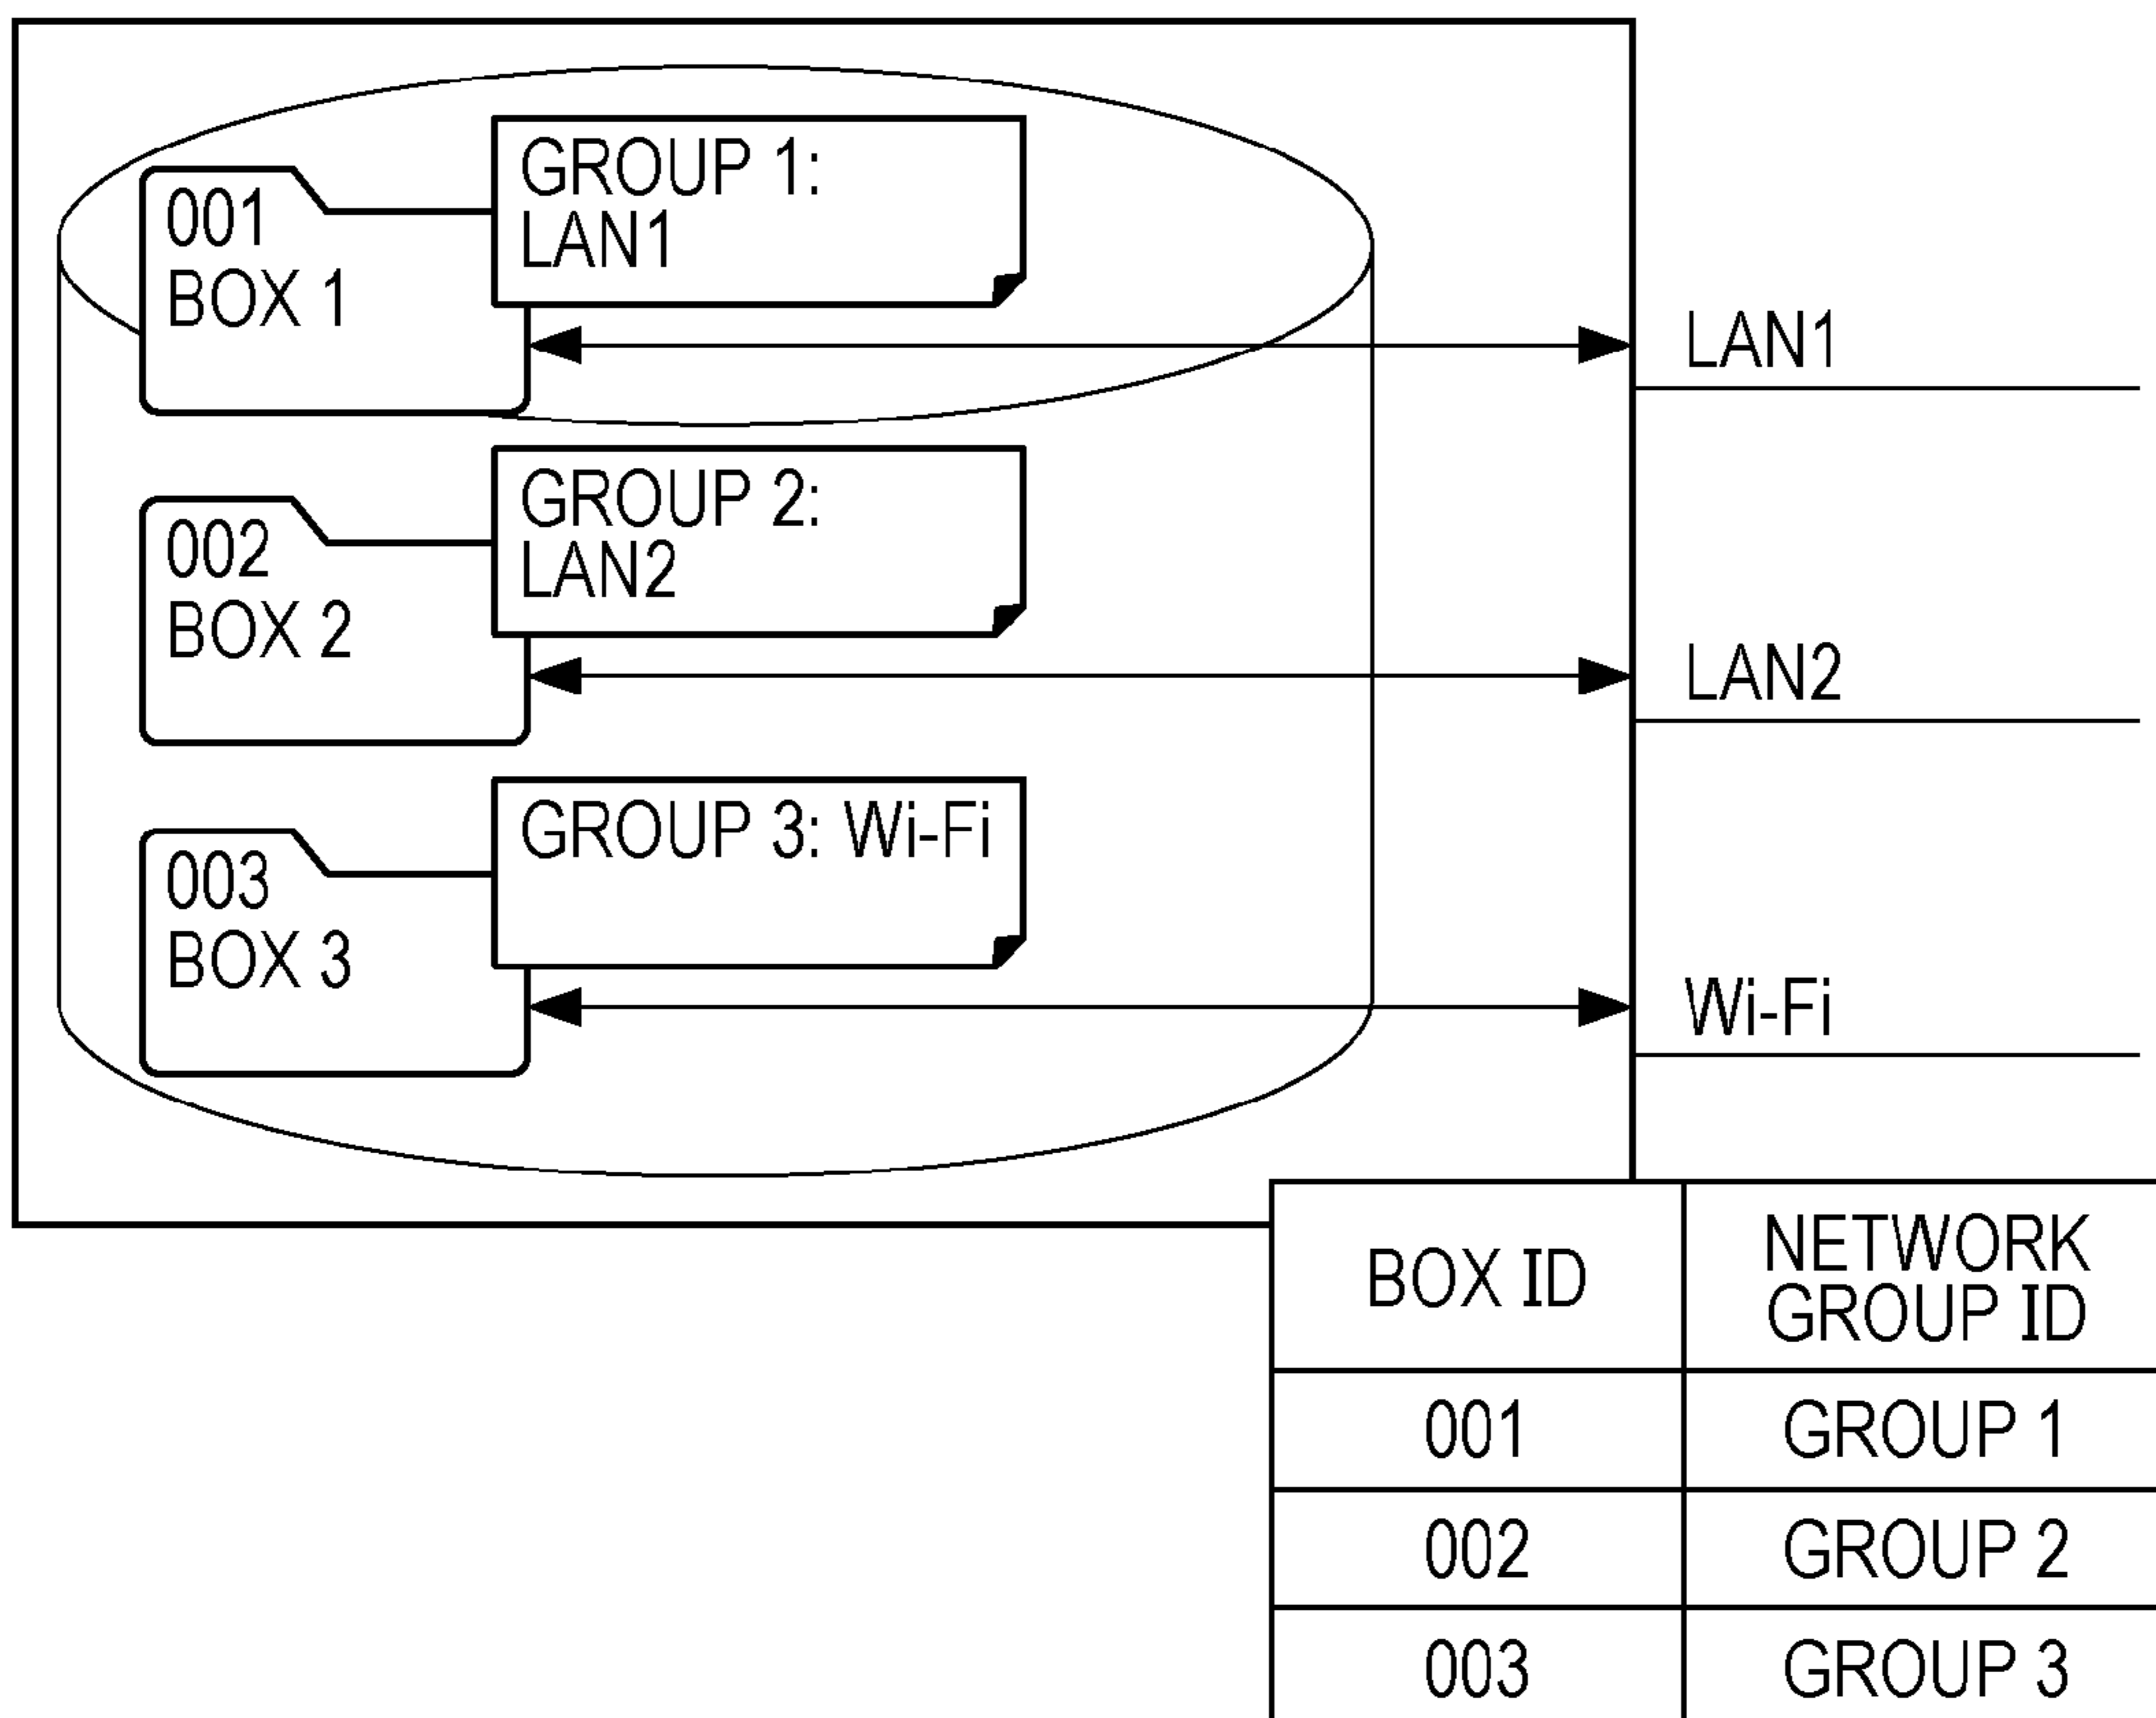 GROUP 1:
LAN1
001
BOX 1
LAN1
GROUP 2:
LAN2
002
BOX 2
LAN2
GROUP 3: Wi-Fi
003
BOX 3
Wi-Fi
BOX ID
NETWORK
GROUP ID
001
GROUP 1
002
GROUP 2
003
GROUP 3